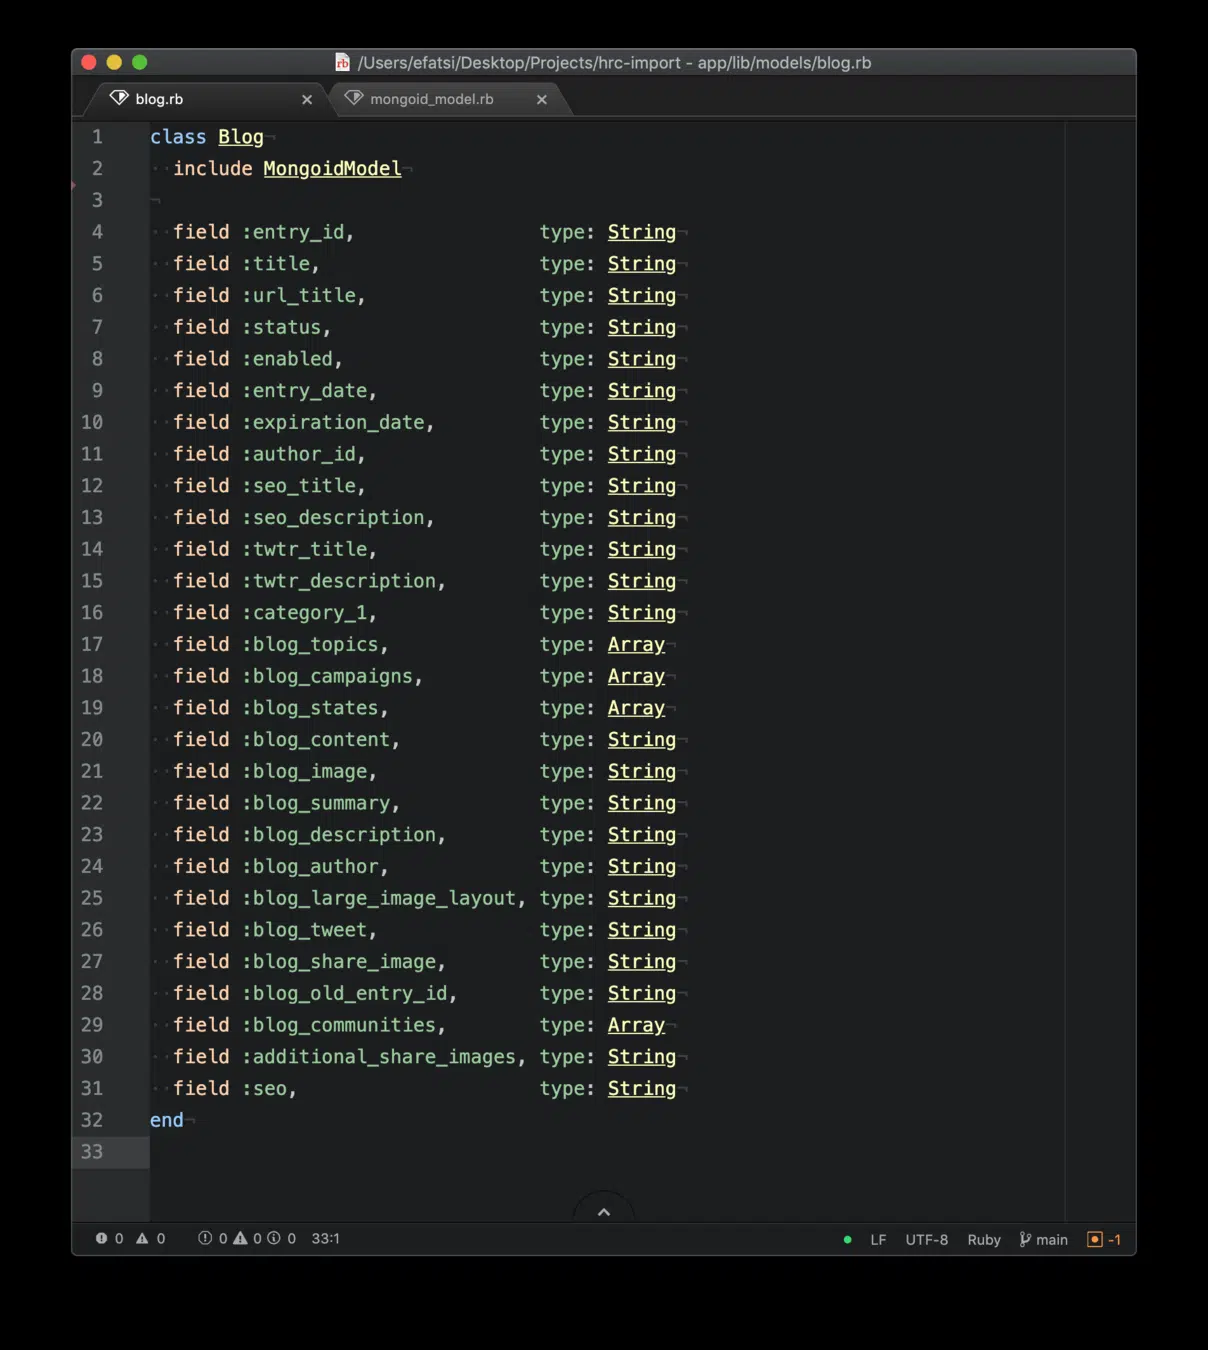 /Users/efatsi/Desktop/Projects/hrc-import - app/lib/models/blog.rb
blog.rb mongoid_model.rb
1 class Blog
2 include MongoidModel
3
4 field :entry_id, type: String
5 field :title, type: String
6 field :url_title, type: String
7 field :status, type: String
8 field :enabled, type: String
9 field :entry_date, type: String
10 field :expiration_date, type: String
11 field :author_id, type: String
12 field :seo_title, type: String
13 field :seo_description, type: String
14 field :twtr_title, type: String
15 field :twtr_description, type: String
16 field :category_1, type: String
17 field :blog_topics, type: Array
18 field :blog_campaigns, type: Array
19 field :blog_states, type: Array
20 field :blog_content, type: String
21 field :blog_image, type: String
22 field :blog_summary, type: String
23 field :blog_description, type: String
24 field :blog_author, type: String
25 field :blog_large_image_layout, type: String
26 field :blog_tweet, type: String
27 field :blog_share_image, type: String
28 field :blog_old_entry_id, type: String
29 field :blog_communities, type: Array
30 field :additional_share_images, type: String
31 field :seo, type: String
32 end
33
0 0 0 0 0 33:1 LF UTF-8 Ruby main -1